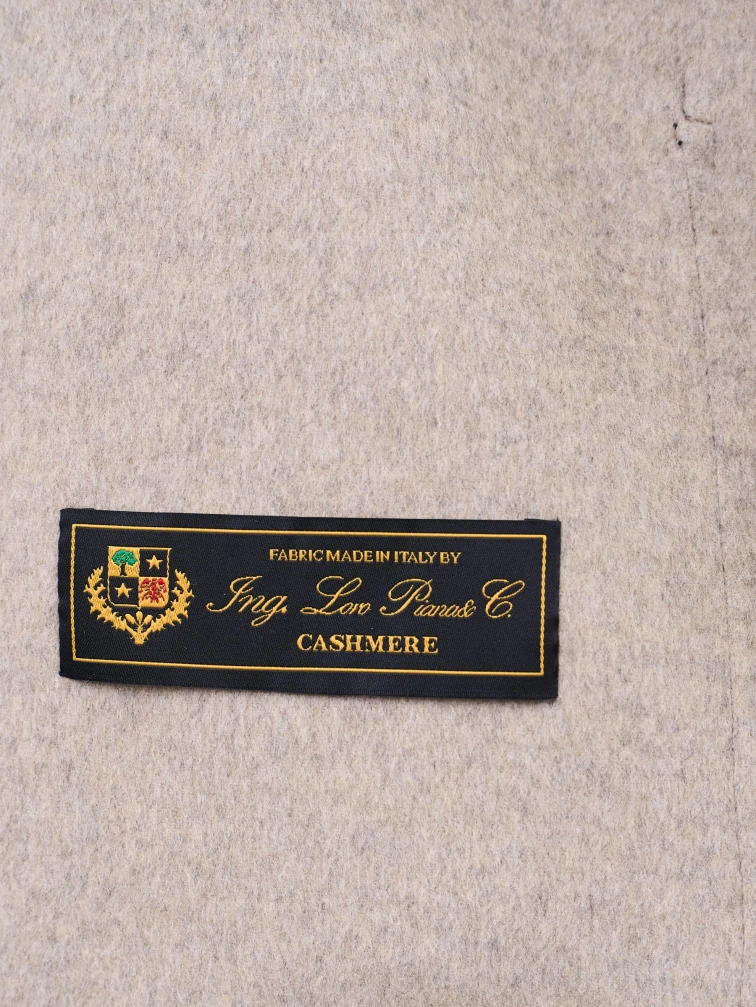 FABRIC MADE IN ITALY BY
Ing. Loro Piana & C.
CASHMERE